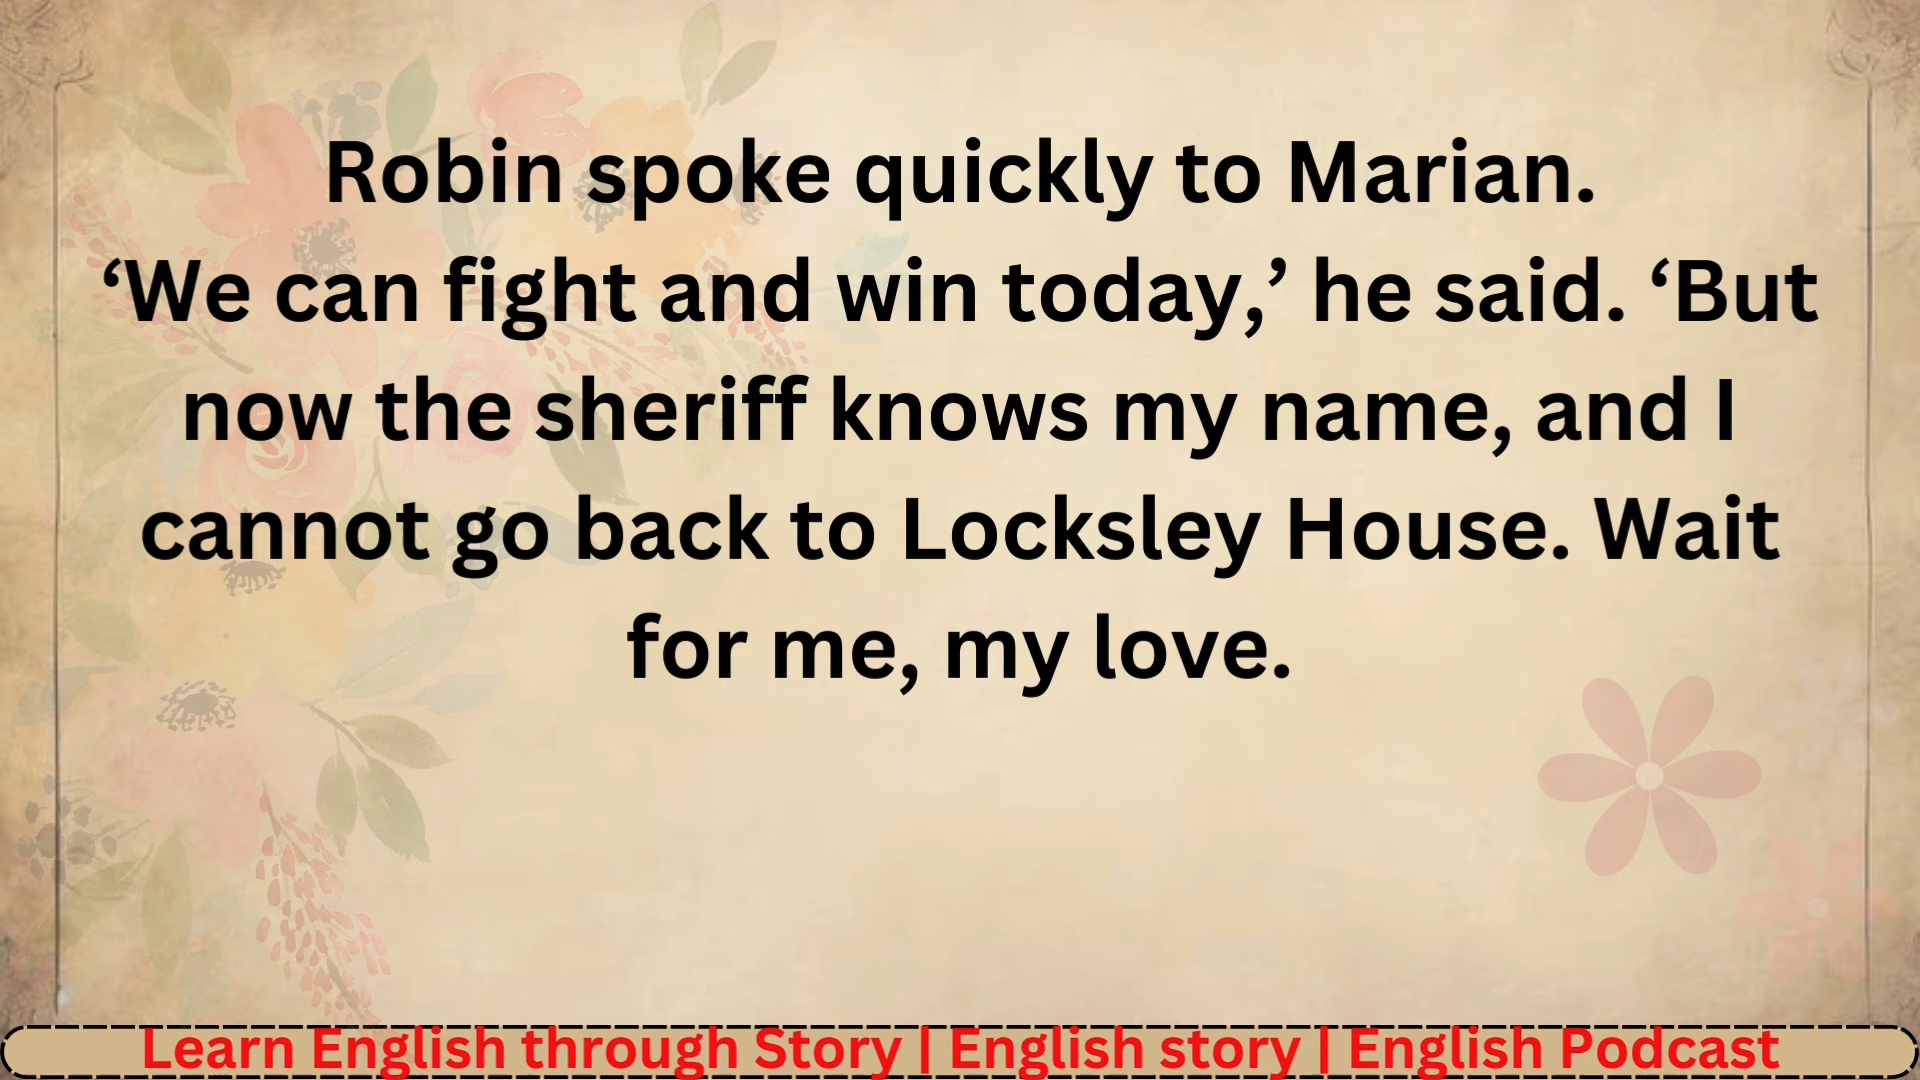 Robin spoke quickly to Marian.
‘We can fight and win today,’ he said. ‘But
now the sheriff knows my name, and I
cannot go back to Locksley House. Wait
for me, my love.
Learn English through Story | English story | English Podcast